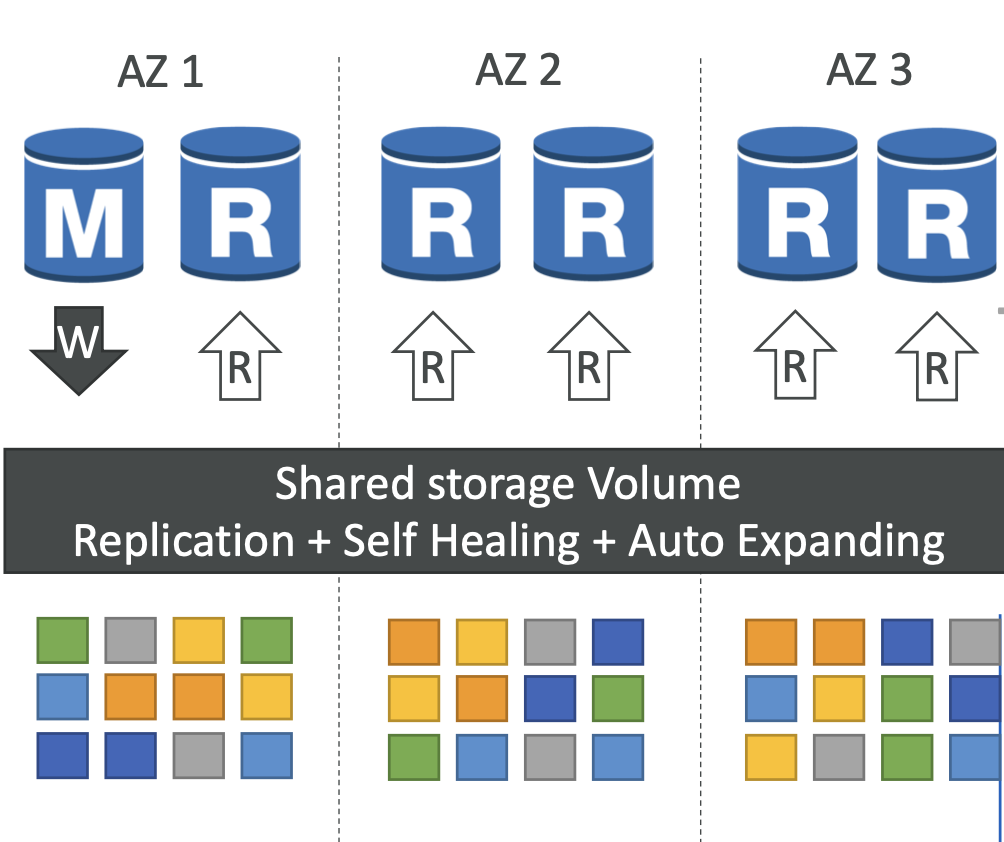 AZ 1
AZ 2
AZ 3
M
R
R
R
R
R
W
R
R
R
R
R
Shared storage Volume
Replication + Self Healing + Auto Expanding